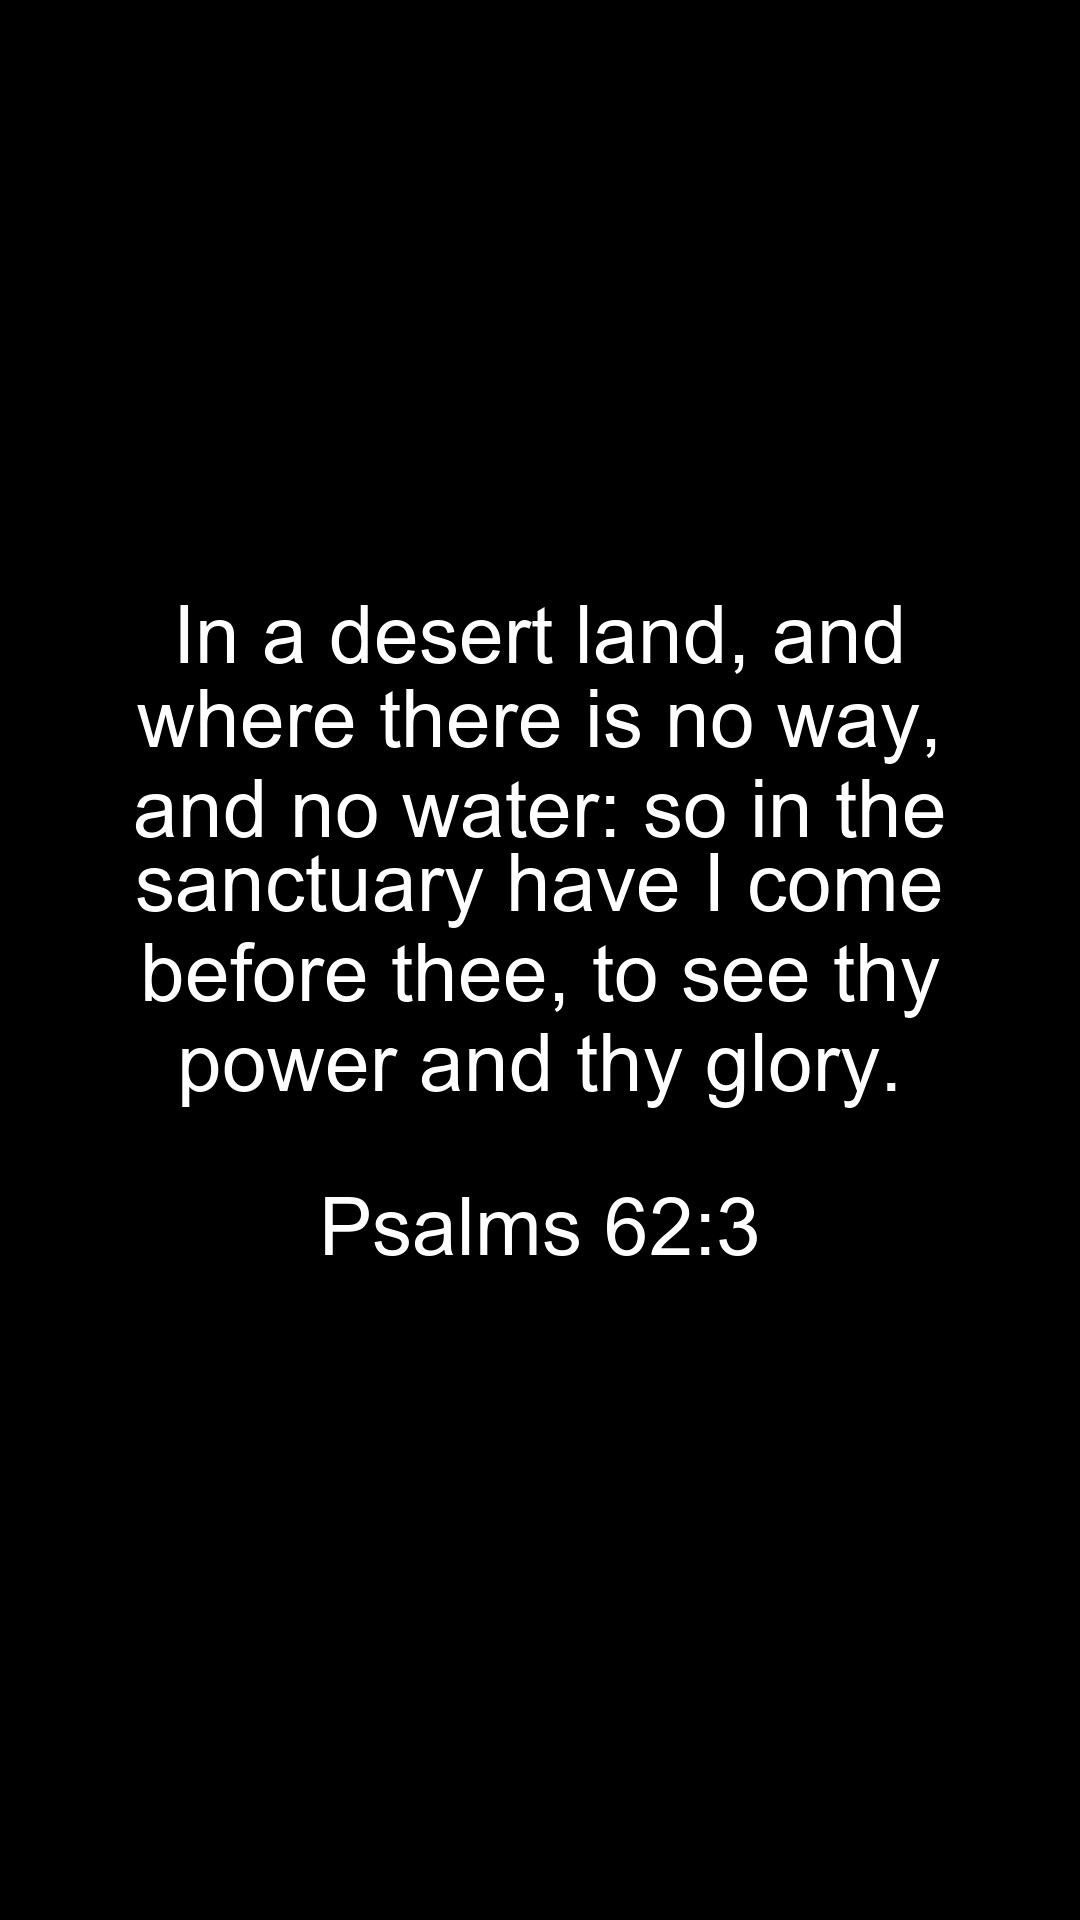 In a desert land, and
where there is no way,
and no water: so in the
sanctuary have I come
before thee, to see thy
power and thy glory.
Psalms 62:3